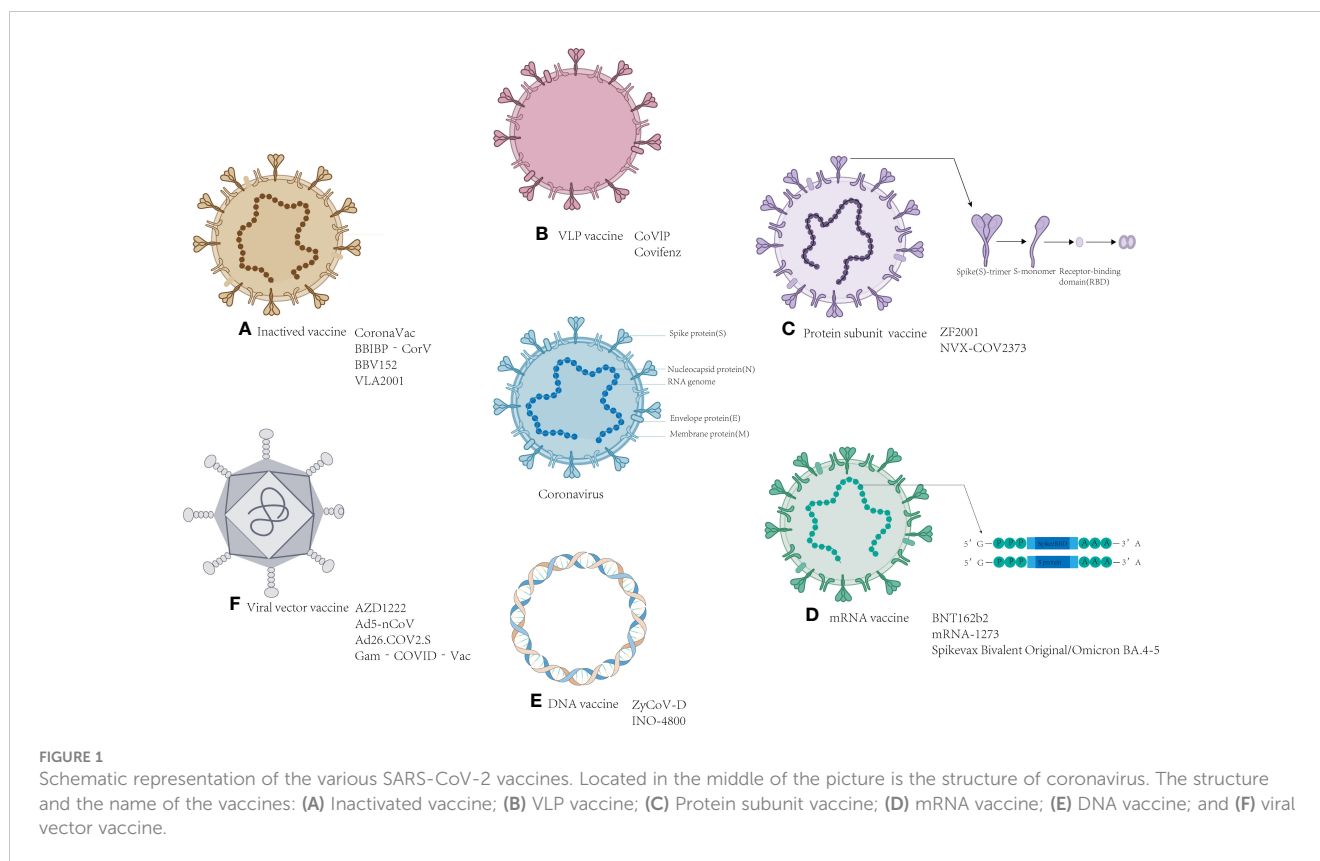 B VLP vaccine CoVlP
Covifenz
Spike(S)-trimer S-monomer Receptor-binding
domain(RBD)
A Inactived vaccine CoronaVac
BBIBP - CorV
BBV152
VLA2001
C Protein subunit vaccine ZF2001
NVX-COV2373
Spike protein(S)
Nucleocapsid protein(N)
RNA genome
Envelope protein(E)
Membrane protein(M)
Coronavirus
5' G P P P A A A 3' A
5' G P P P A A A 3' A
F Viral vector vaccine AZD1222
Ad5-nCoV
Ad26.COV2.S
Gam - COVID - Vac
D mRNA vaccine BNT162b2
mRNA-1273
Spikevax Bivalent Original/Omicron BA.4-5
E DNA vaccine ZyCoV-D
INO-4800
FIGURE 1
Schematic representation of the various SARS-CoV-2 vaccines. Located in the middle of the picture is the structure of coronavirus. The structure
and the name of the vaccines: (A) Inactivated vaccine; (B) VLP vaccine; (C) Protein subunit vaccine; (D) mRNA vaccine; (E) DNA vaccine; and (F) viral
vector vaccine.